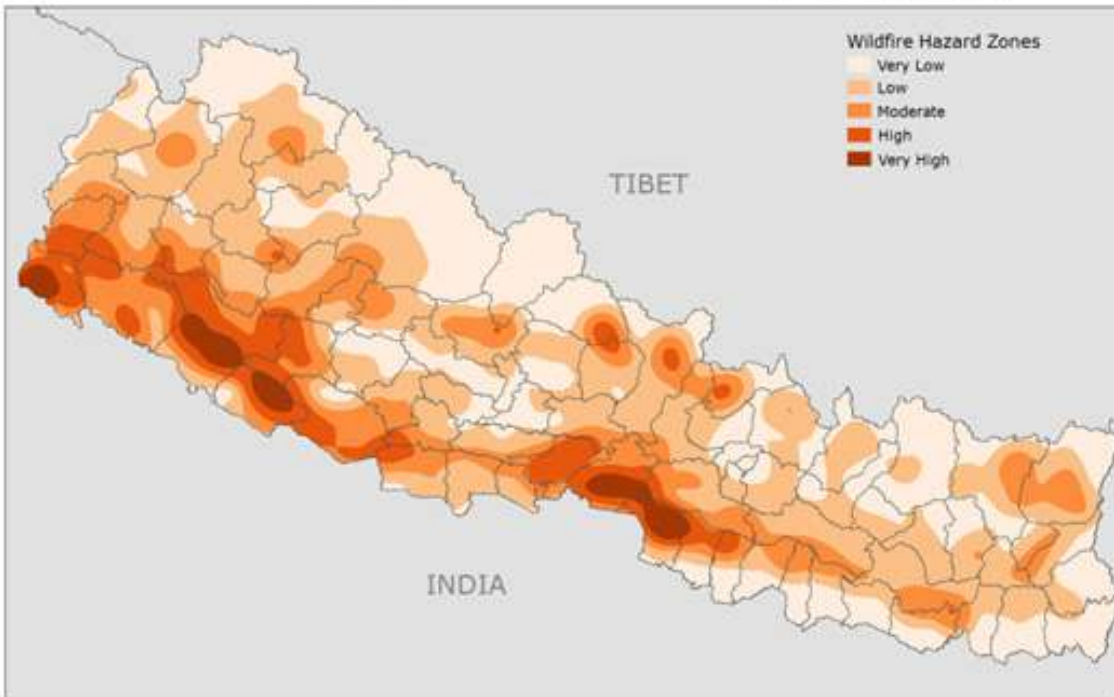 Wildfire Hazard Zones
Very Low
Low
Moderate
High
Very High
TIBET
INDIA